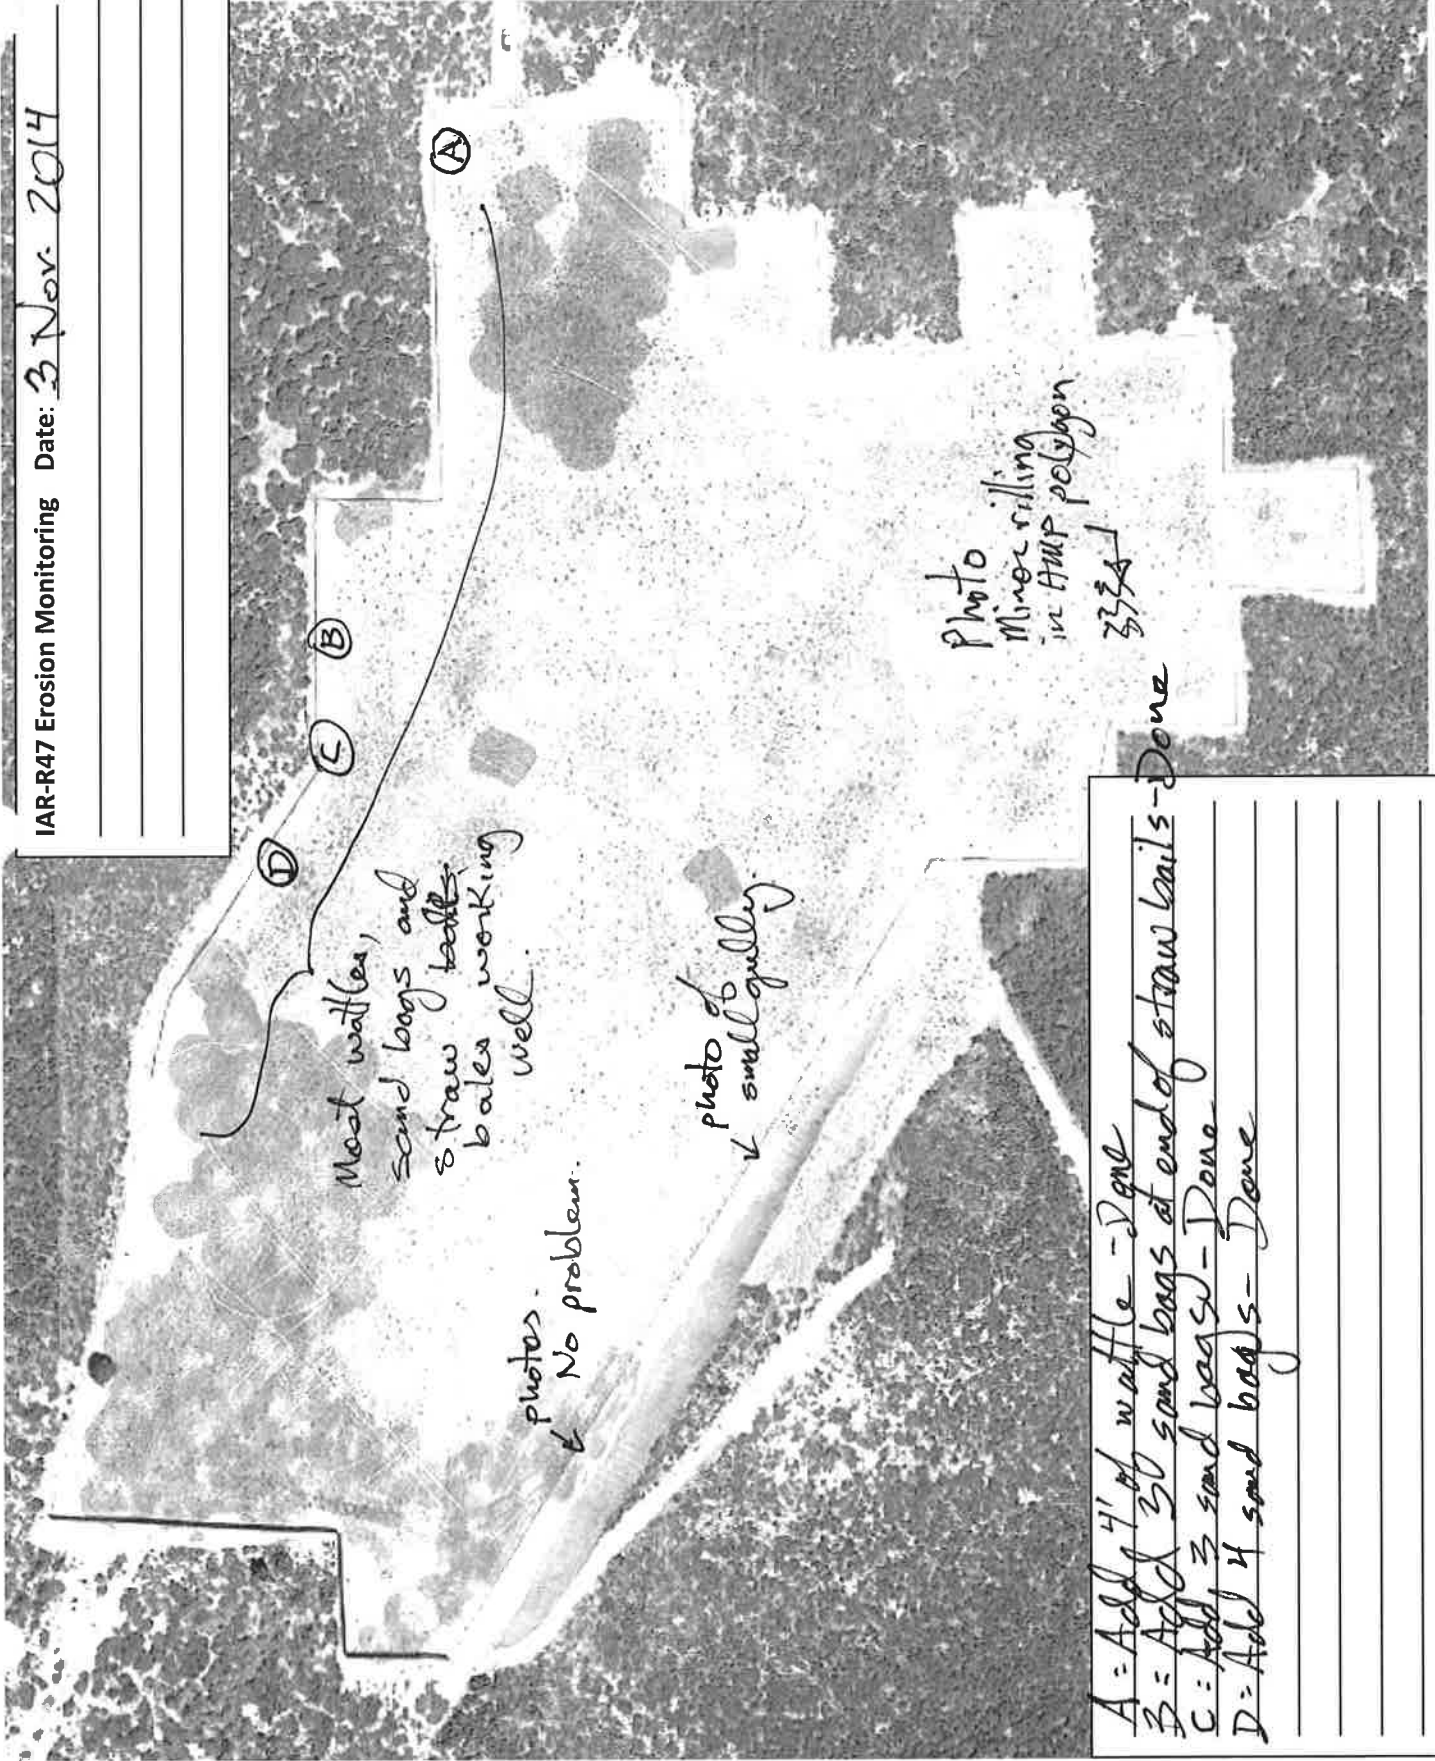 IAR-R47 Erosion Monitoring Date: 3 Nov. 2014
A
B
C
D
Most wattles,
sand bags and
straw
bales working
well.
photos.
No problem.
photo of
small gulley.
Photo
Minor rilling
in HMP polygon
A = Add 4' of wattle - Done
B = Add 30 sand bags at end of straw bails - Done
C = Add 3 sand bags - Done
D = Add 4 sand bags - Done